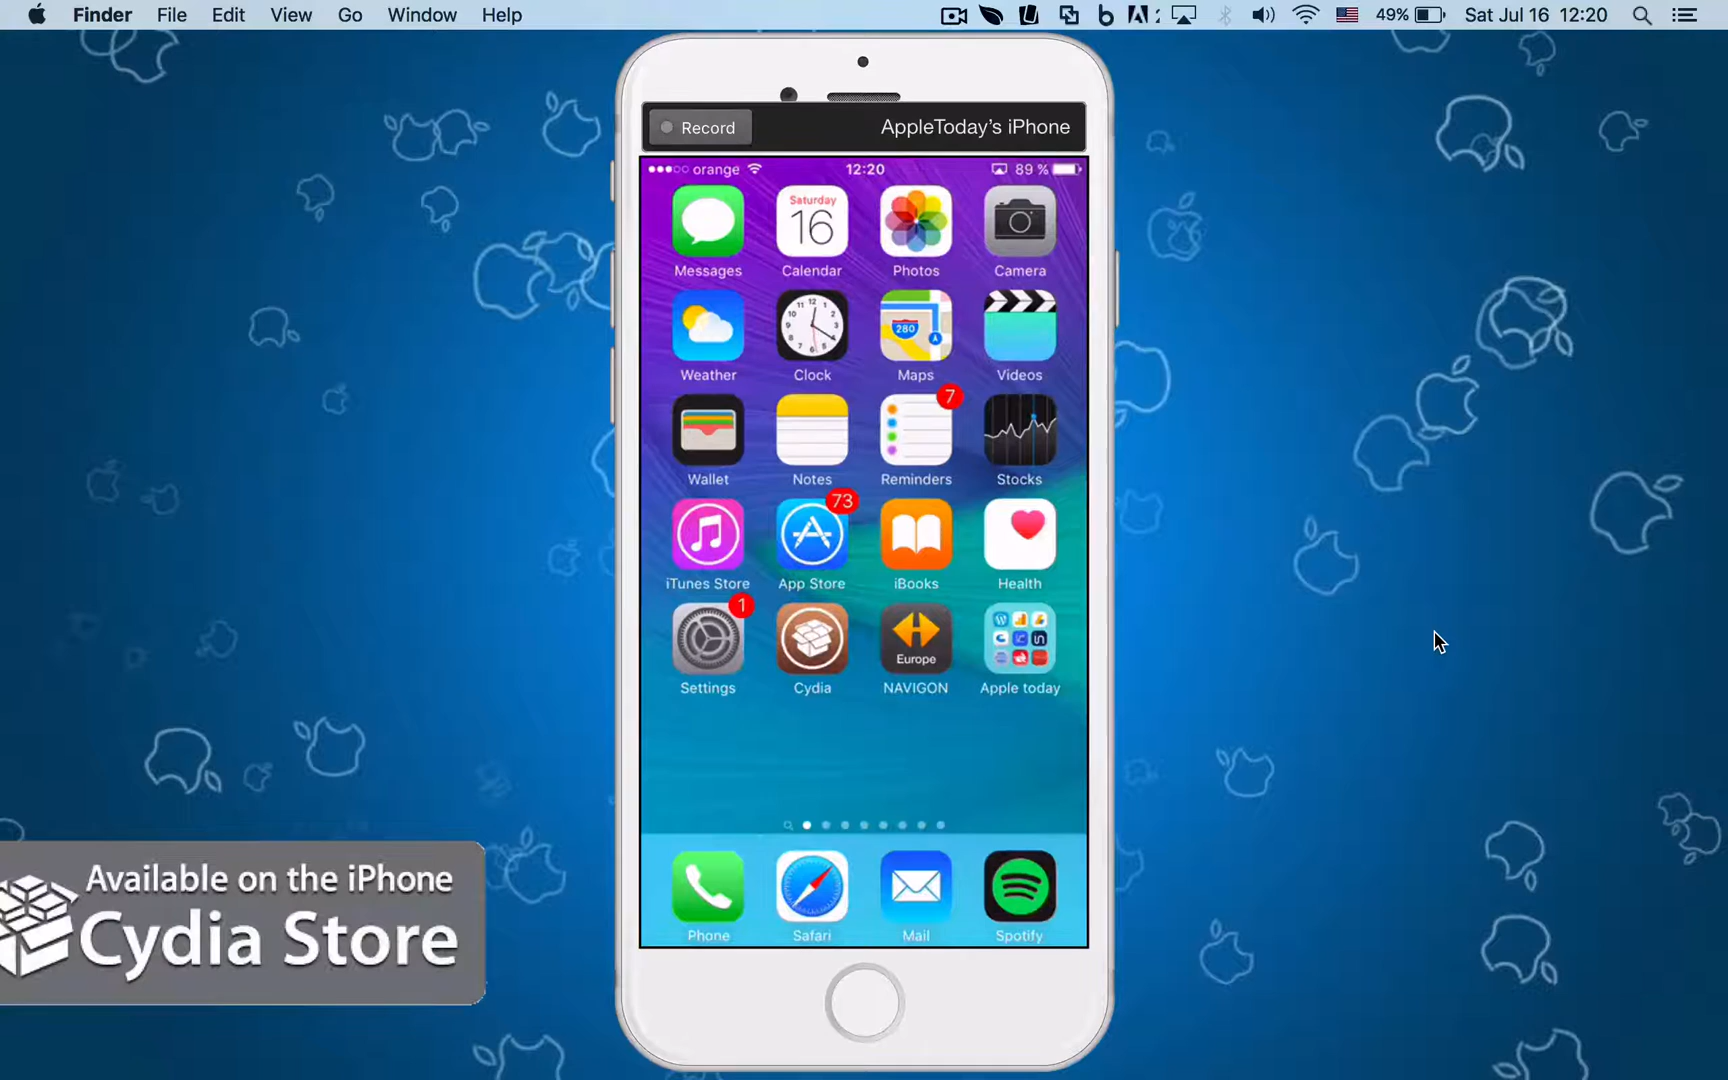 Finder File Edit View Go Window Help 49% Sat Jul 16 12:20
Record AppleToday's iPhone
orange 12:20 89 %
Saturday
16
Messages Calendar Photos Camera
280
Weather Clock Maps Videos
7
Wallet Notes Reminders Stocks
73
iTunes Store App Store iBooks Health
1
Europe
Settings Cydia NAVIGON Apple today
Phone Safari Mail Spotify
Available on the iPhone
Cydia Store